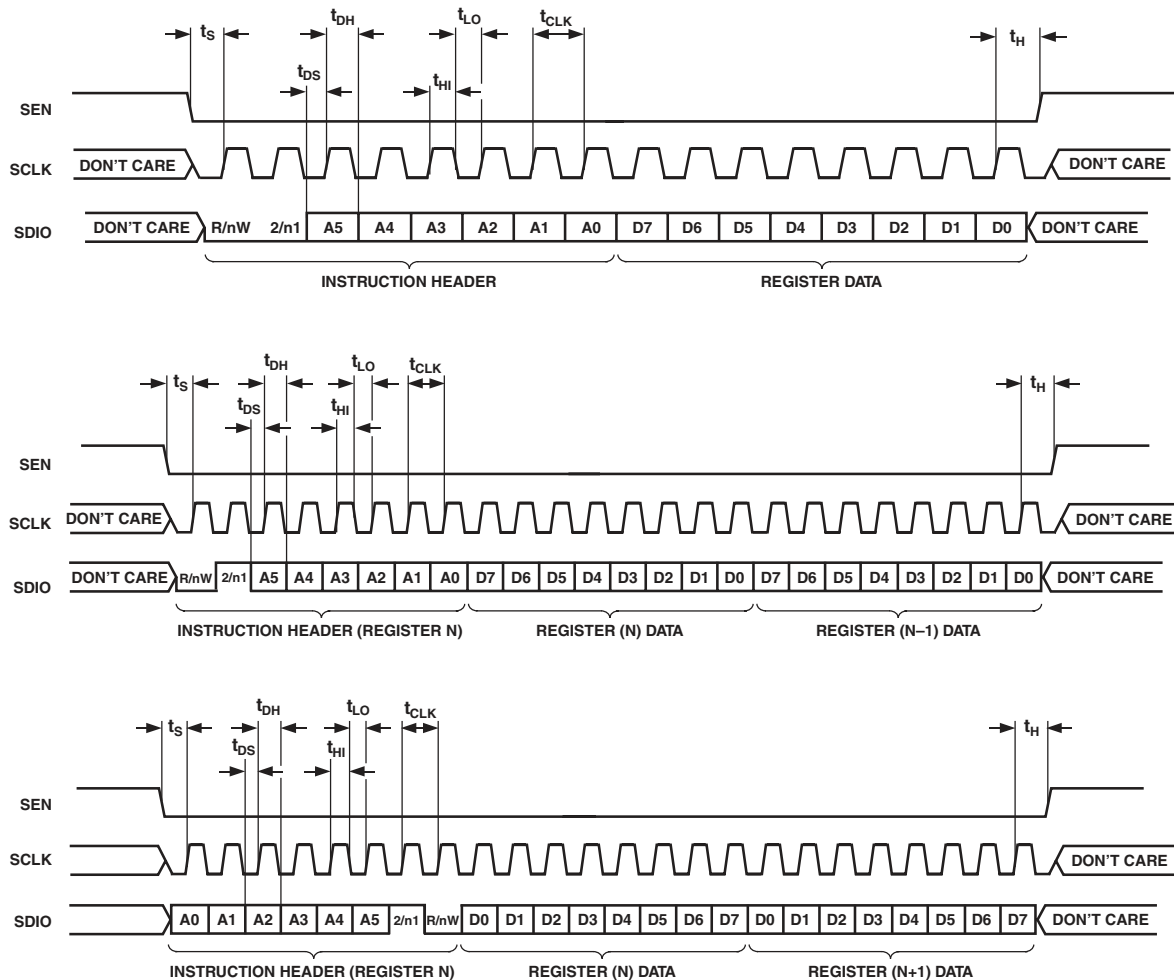 tS tDH tLO tCLK tH
tDS tHI
SEN
SCLK DON'T CARE DON'T CARE
SDIO DON'T CARE R/nW 2/n1 A5 A4 A3 A2 A1 A0 D7 D6 D5 D4 D3 D2 D1 D0 DON'T CARE
INSTRUCTION HEADER REGISTER DATA
tS tDH tLO tCLK tH
tDS tHI
SEN
SCLK DON'T CARE DON'T CARE
SDIO DON'T CARE R/nW 2/n1 A5 A4 A3 A2 A1 A0 D7 D6 D5 D4 D3 D2 D1 D0 D7 D6 D5 D4 D3 D2 D1 D0 DON'T CARE
INSTRUCTION HEADER (REGISTER N) REGISTER (N) DATA REGISTER (N–1) DATA
tS tDH tLO tCLK tH
tDS tHI
SEN
SCLK DON'T CARE
SDIO A0 A1 A2 A3 A4 A5 2/n1 R/nW D0 D1 D2 D3 D4 D5 D6 D7 D0 D1 D2 D3 D4 D5 D6 D7 DON'T CARE
INSTRUCTION HEADER (REGISTER N) REGISTER (N) DATA REGISTER (N+1) DATA